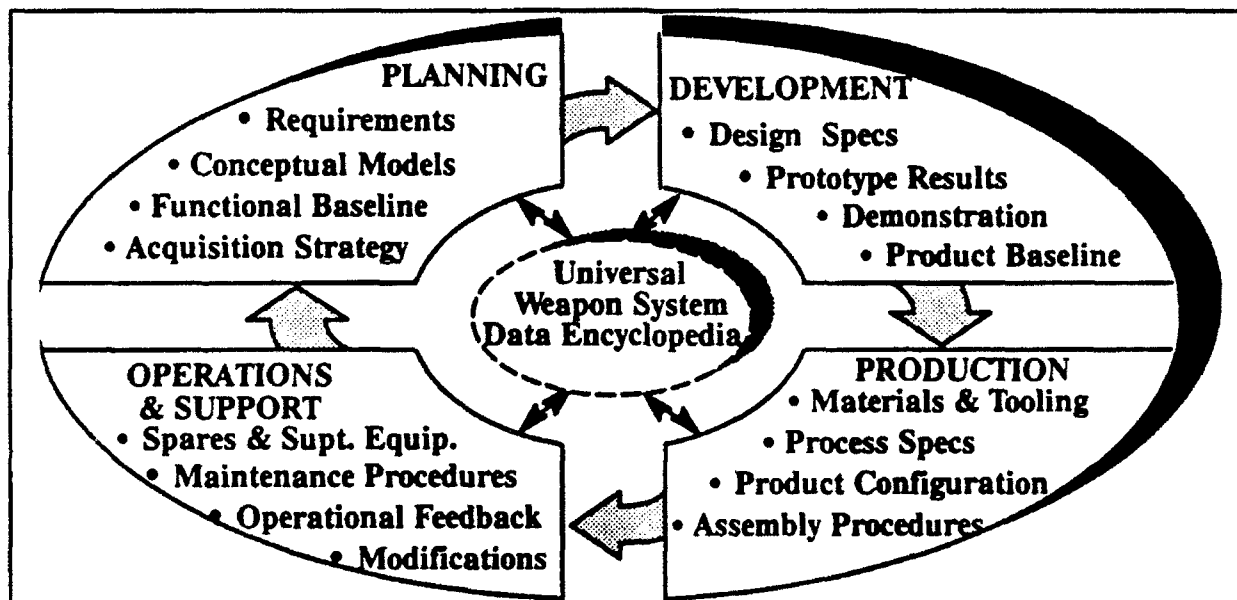 PLANNING
• Requirements
• Conceptual Models
• Functional Baseline
• Acquisition Strategy
DEVELOPMENT
• Design Specs
• Prototype Results
• Demonstration
• Product Baseline
Universal
Weapon System
Data Encyclopedia
OPERATIONS
& SUPPORT
• Spares & Supt. Equip.
• Maintenance Procedures
• Operational Feedback
• Modifications
PRODUCTION
• Materials & Tooling
• Process Specs
• Product Configuration
• Assembly Procedures